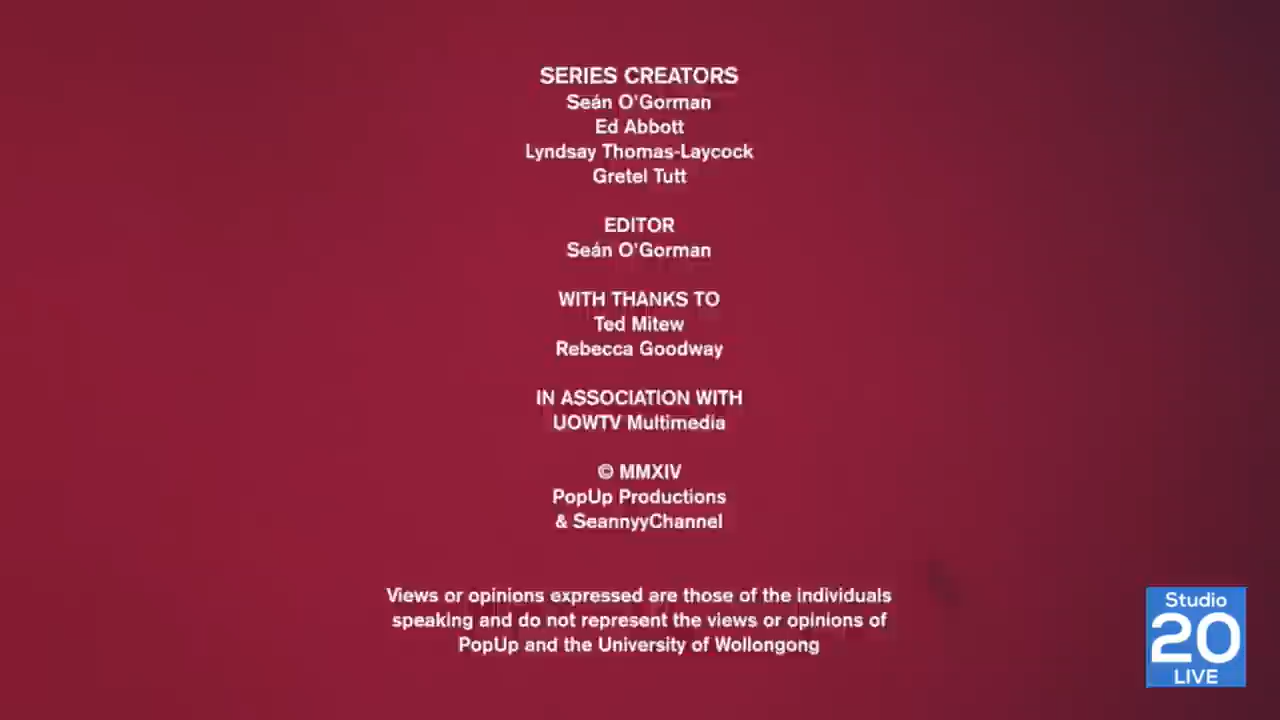 SERIES CREATORS
Seán O'Gorman
Ed Abbott
Lyndsay Thomas-Laycock
Gretel Tutt
EDITOR
Seán O'Gorman
WITH THANKS TO
Ted Mitew
Rebecca Goodway
IN ASSOCIATION WITH
UOWTV Multimedia
© MMXIV
PopUp Productions
& SeannyyChannel
Views or opinions expressed are those of the individuals
speaking and do not represent the views or opinions of
PopUp and the University of Wollongong
Studio
20
LIVE